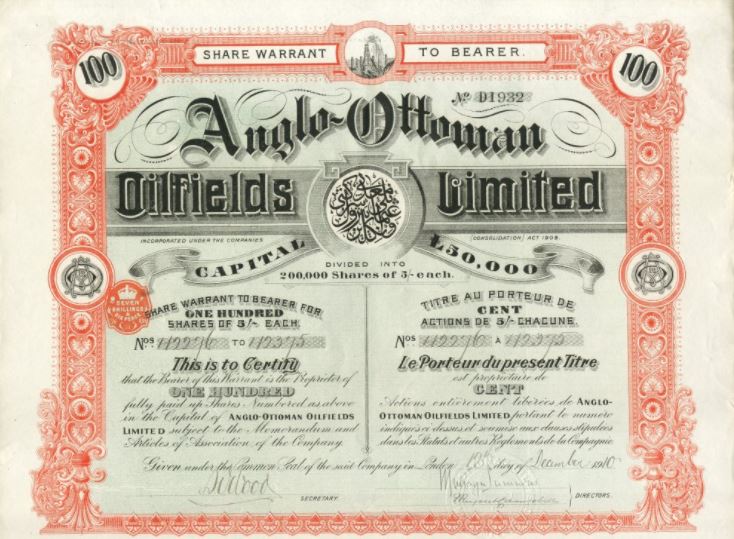 SHARE WARRANT TO BEARER.
100
100
No D1932
Anglo-Ottoman
Oilfields Limited
INCORPORATED UNDER THE COMPANIES (CONSOLIDATION) ACT 1908.
CAPITAL £50,000
DIVIDED INTO
200,000 Shares of 5/- each.
SEVEN
SHILLINGS
SIXPENCE
SHARE WARRANT TO BEARER FOR
ONE HUNDRED
SHARES OF 5/- EACH.
Nos 112276 to 112375
This is to Certify
that the Bearer of this Warrant is the Proprietor of
ONE HUNDRED
fully paid up Shares Numbered as above
in the Capital of ANGLO-OTTOMAN OILFIELDS
LIMITED subject to the Memorandum and
Articles of Association of the Company.
TITRE AU PORTEUR DE
CENT
ACTIONS DE 5/- CHACUNE.
Nos 112276 A 112375
Le Porteur du present Titre
est propriétaire de
CENT
Actions entièrement libérées de ANGLO-
OTTOMAN OILFIELDS LIMITED portant le numero
indiqués ci dessus et soumise aux clauses stipulées
dans les Statuts et autres Reglements de la Compagnie.
Given under the Common Seal of the said Company in London day of December 1910
SECRETARY.
DIRECTORS.